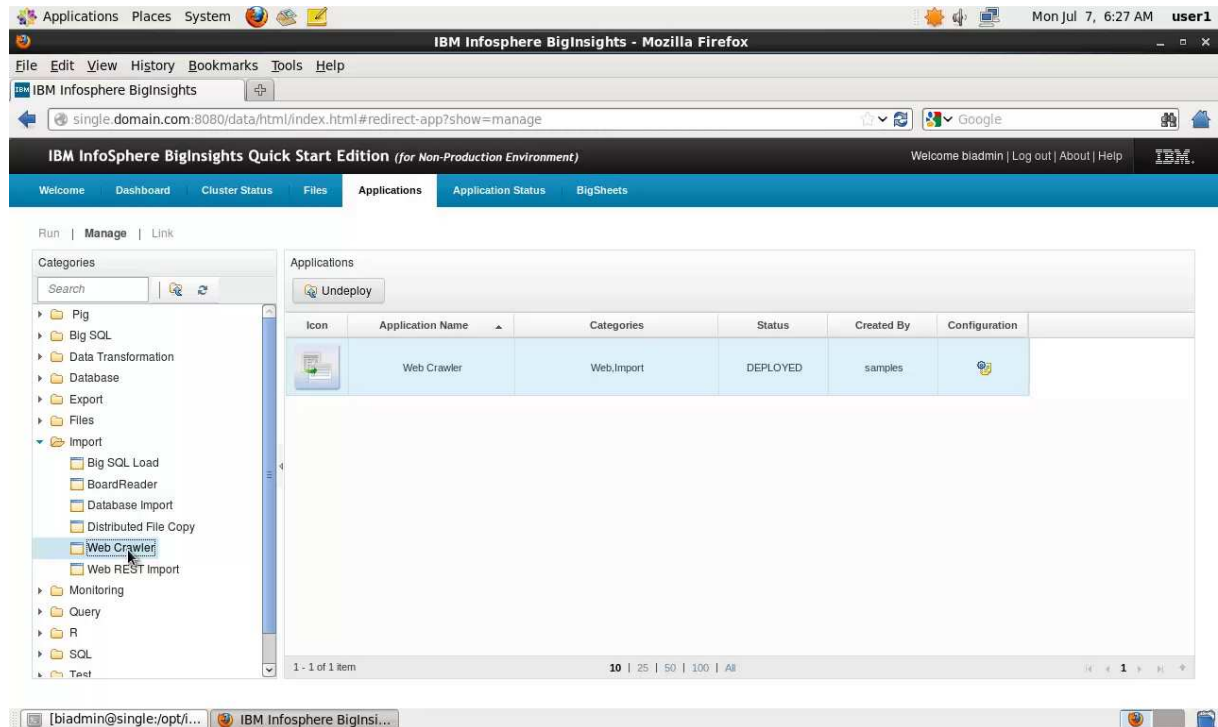 Applications Places System
Mon Jul 7, 6:27 AM user1
IBM Infosphere BigInsights - Mozilla Firefox
File Edit View History Bookmarks Tools Help
IBM IBM Infosphere BigInsights
single.domain.com:8080/data/html/index.html#redirect-app?show=manage
Google
IBM InfoSphere BigInsights Quick Start Edition (for Non-Production Environment)
Welcome biadmin | Log out | About | Help
IBM.
Welcome Dashboard Cluster Status Files Applications Application Status BigSheets
Run | Manage | Link
Categories
Search
Pig
Big SQL
Data Transformation
Database
Export
Files
Import
Big SQL Load
BoardReader
Database Import
Distributed File Copy
Web Crawler
Web REST Import
Monitoring
Query
R
SQL
Test
Applications
Undeploy
Icon Application Name Categories Status Created By Configuration
Web Crawler Web,Import DEPLOYED samples
1 - 1 of 1 item
10 | 25 | 50 | 100 | All
1
[biadmin@single:/opt/i...
IBM Infosphere BigInsi...